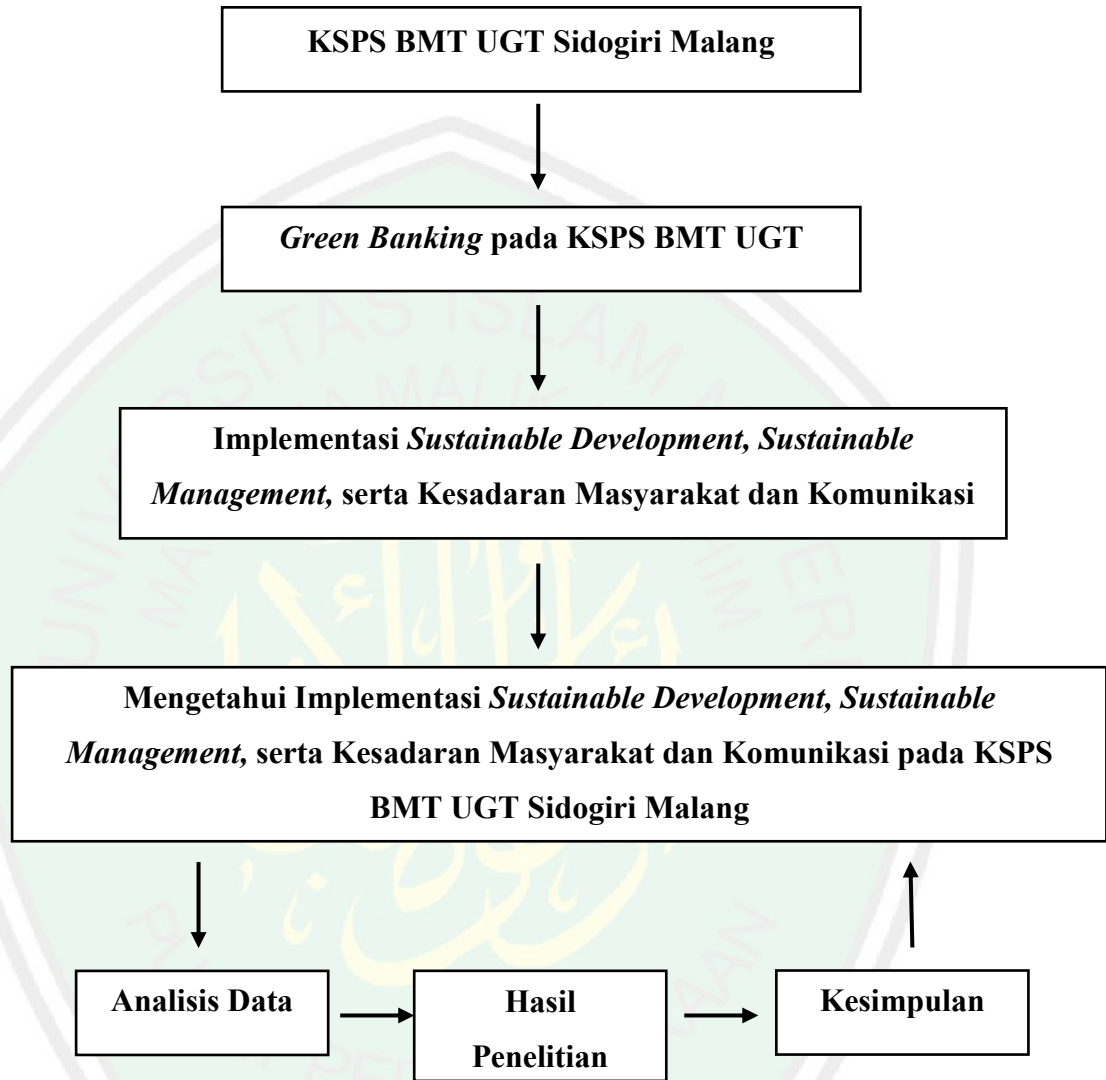 KSPS BMT UGT Sidogiri Malang
Green Banking pada KSPS BMT UGT
Implementasi Sustainable Development, Sustainable
Management, serta Kesadaran Masyarakat dan Komunikasi
Mengetahui Implementasi Sustainable Development, Sustainable
Management, serta Kesadaran Masyarakat dan Komunikasi pada KSPS
BMT UGT Sidogiri Malang
Analisis Data
Hasil
Penelitian
Kesimpulan